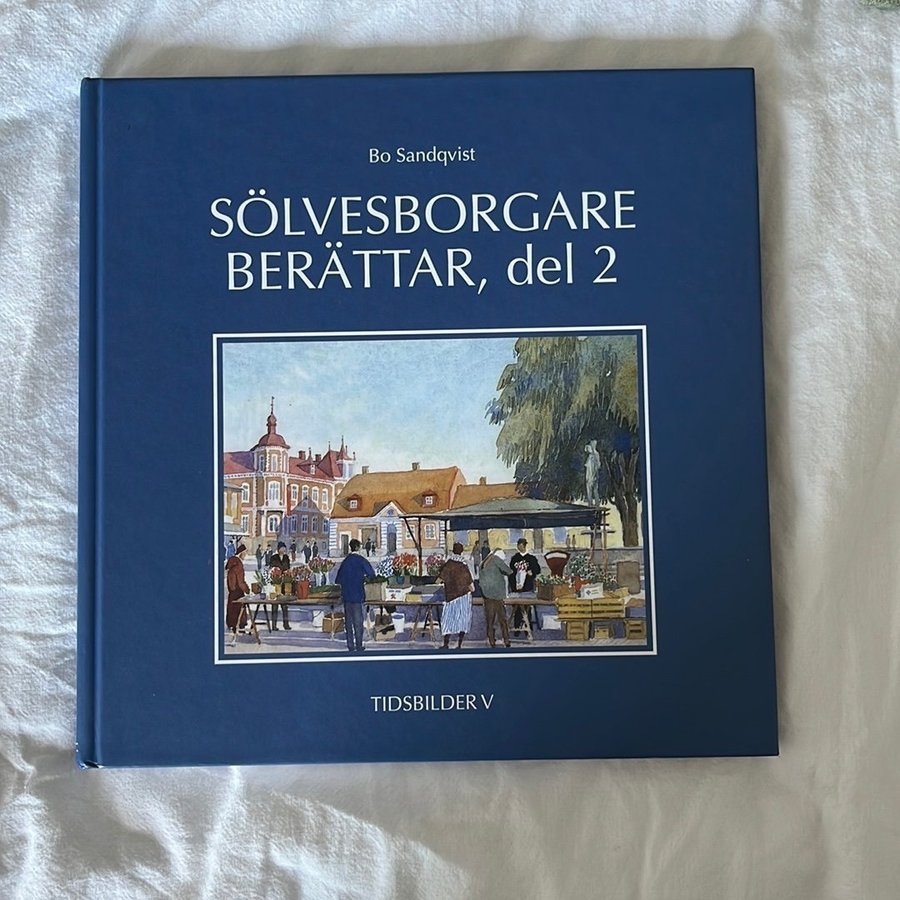 Bo Sandqvist
SÖLVESBORGARE
BERÄTTAR, del 2
TIDSBILDER V